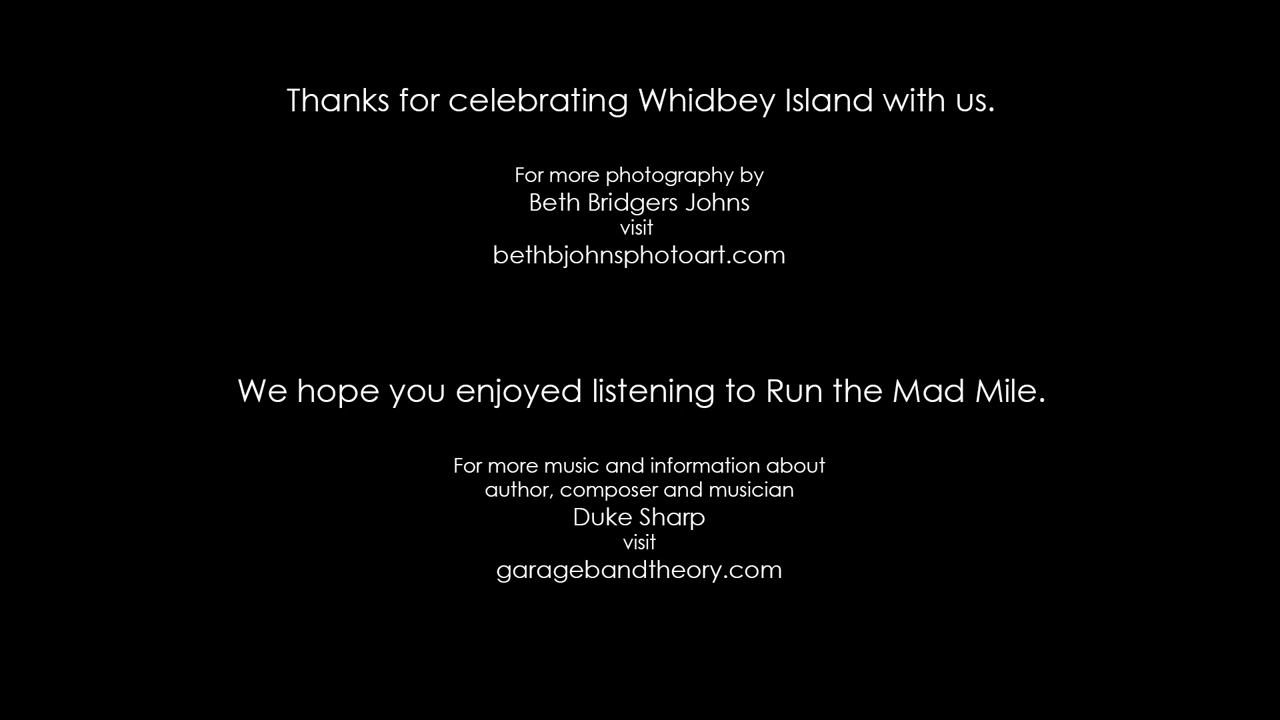 Thanks for celebrating Whidbey Island with us.
For more photography by
Beth Bridgers Johns
visit
bethbjohnsphotoart.com
We hope you enjoyed listening to Run the Mad Mile.
For more music and information about
author, composer and musician
Duke Sharp
visit
garagebandtheory.com